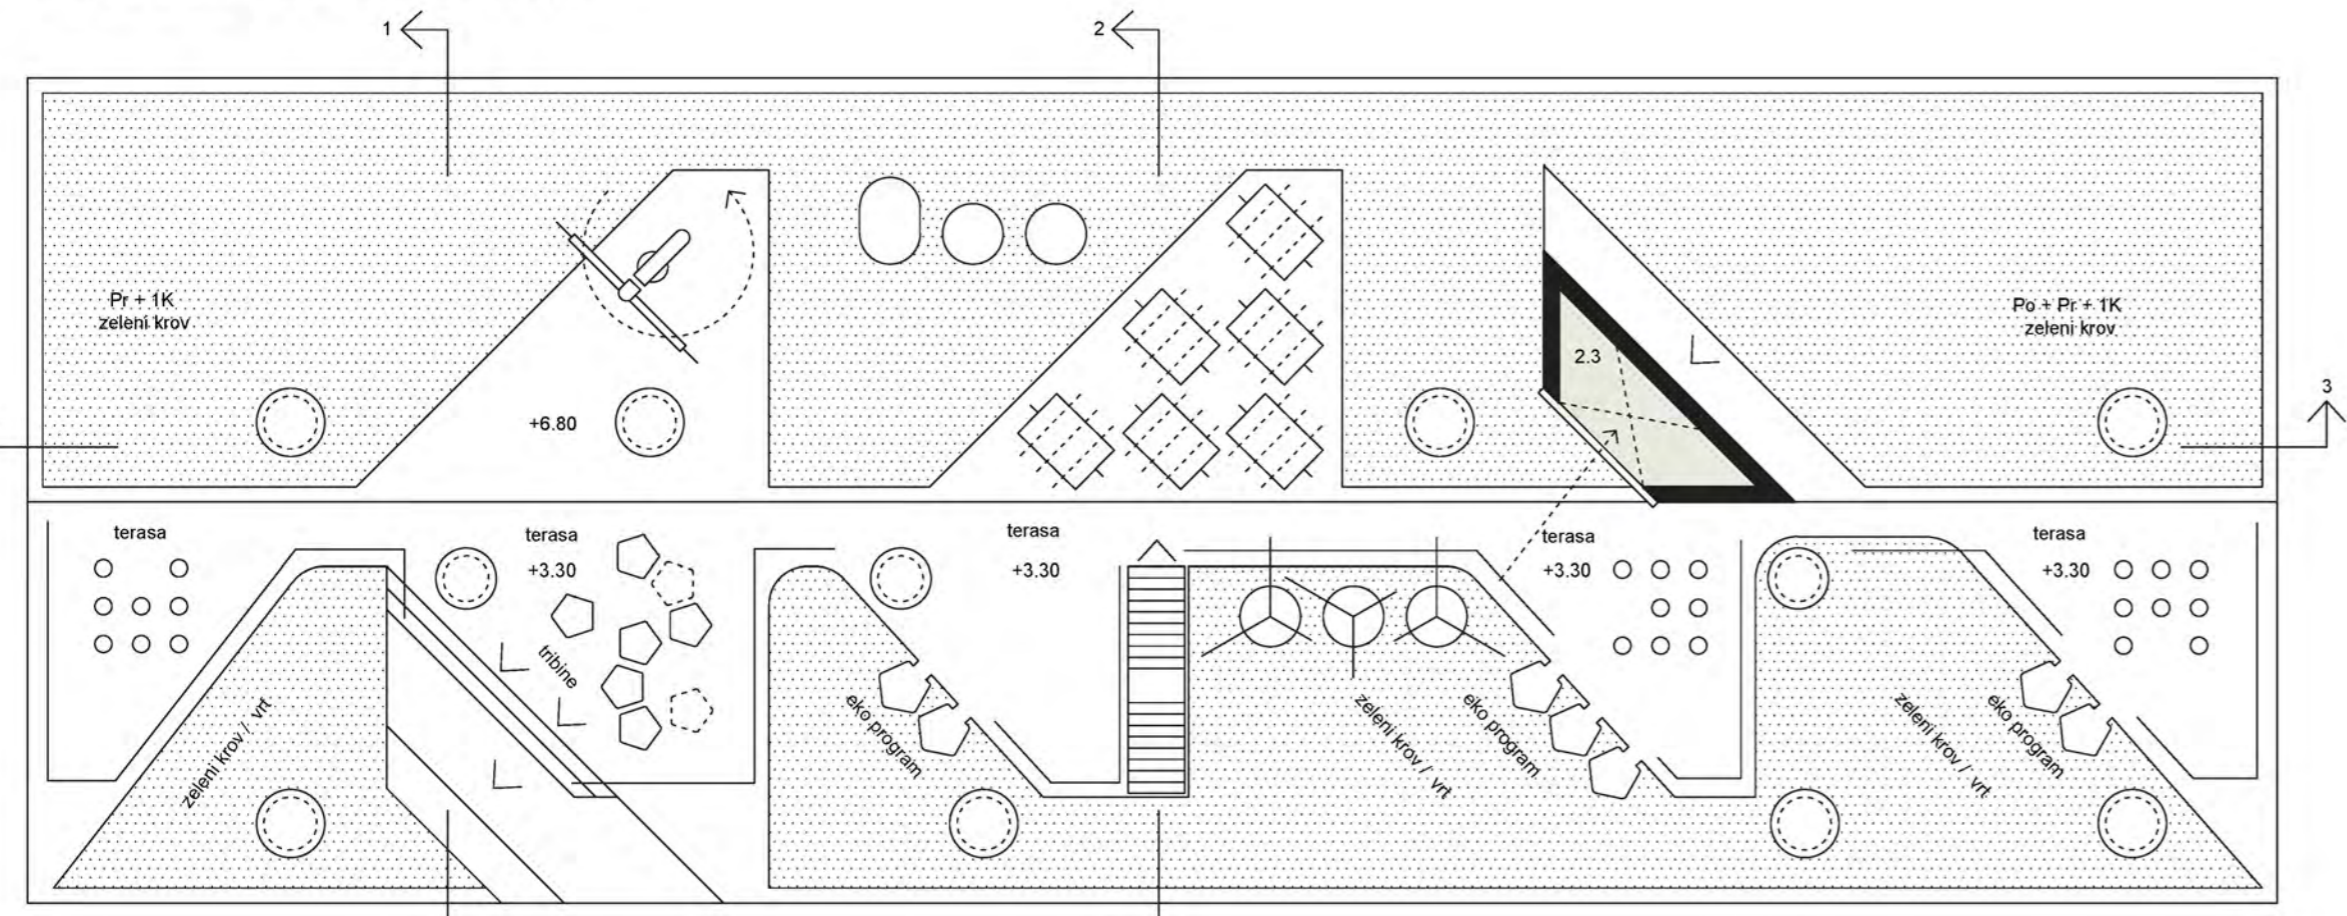 1
2
Pr + 1K
zeleni krov
Po + Pr + 1K
zeleni krov
2.3
3
+6.80
terasa
terasa
+3.30
terasa
+3.30
terasa
+3.30
terasa
+3.30
tribine
zeleni krov / vrt
eko program
zeleni krov / vrt
eko program
zeleni krov / vrt
eko program